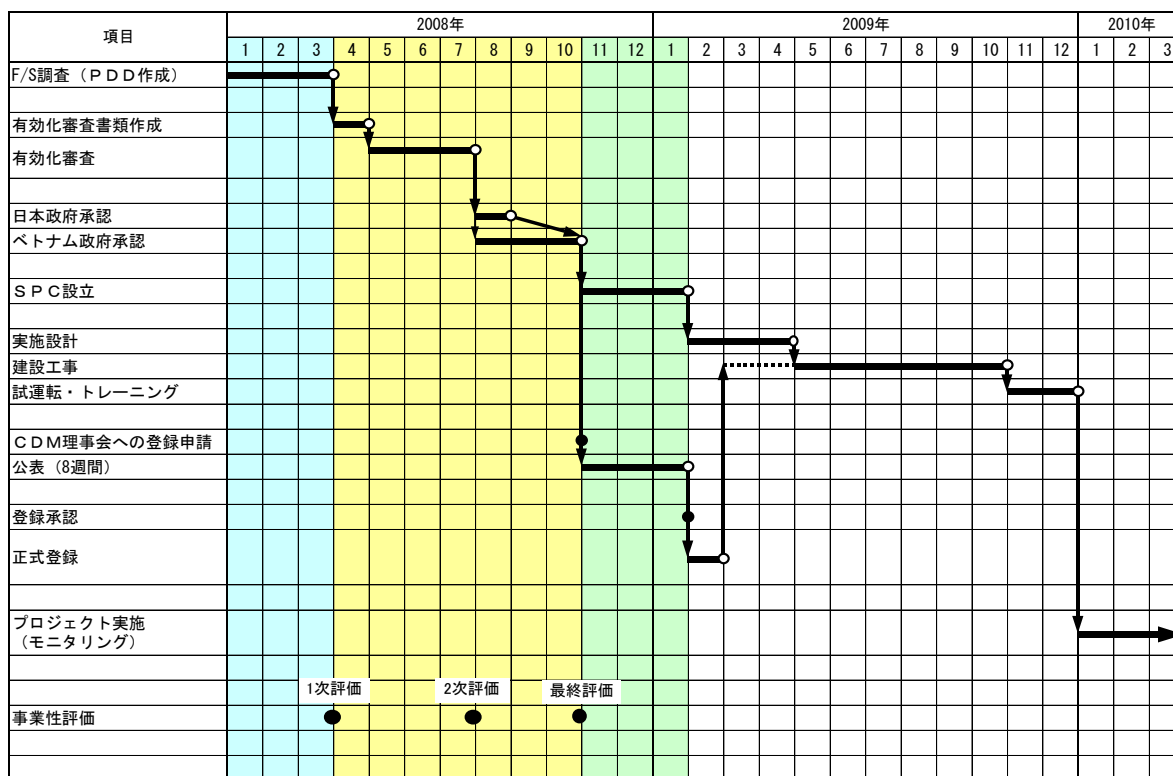 項目
2008年
2009年
2010年
1 2 3 4 5 6 7 8 9 10 11 12 1 2 3 4 5 6 7 8 9 10 11 12 1 2 3
F/S調査（ＰＤＤ作成）
有効化審査書類作成
有効化審査
日本政府承認
ベトナム政府承認
ＳＰＣ設立
実施設計
建設工事
試運転・トレーニング
ＣＤＭ理事会への登録申請
公表（8週間）
登録承認
正式登録
プロジェクト実施
（モニタリング）
1次評価
2次評価
最終評価
事業性評価